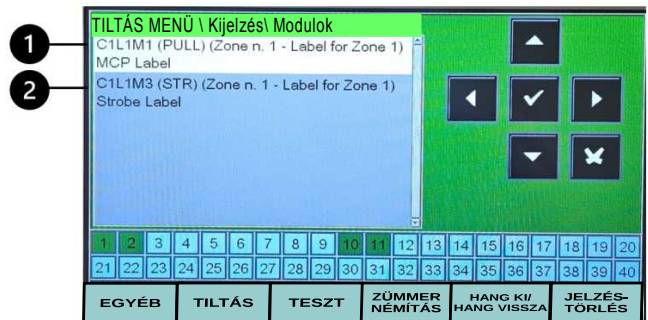 TILTÁS MENÜ \ Kijelzés\ Modulok
1
C1L1M1 (PULL) (Zone n. 1 - Label for Zone 1)
MCP Label
2
C1L1M3 (STR) (Zone n. 1 - Label for Zone 1)
Strobe Label
1 2 3 4 5 6 7 8 9 10 11 12 13 14 15 16 17 18 19 20
21 22 23 24 25 26 27 28 29 30 31 32 33 34 35 36 37 38 39 40
EGYÉB TILTÁS TESZT ZÜMMER NÉMÍTÁS HANG KI/ HANG VISSZA JELZÉS- TÖRLÉS